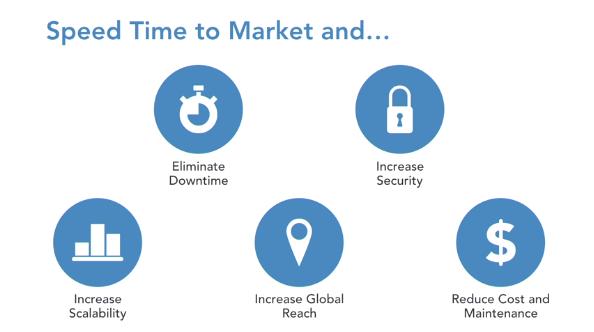 Speed Time to Market and...
Eliminate
Downtime
Increase
Security
Increase
Scalability
Increase Global
Reach
$
Reduce Cost and
Maintenance